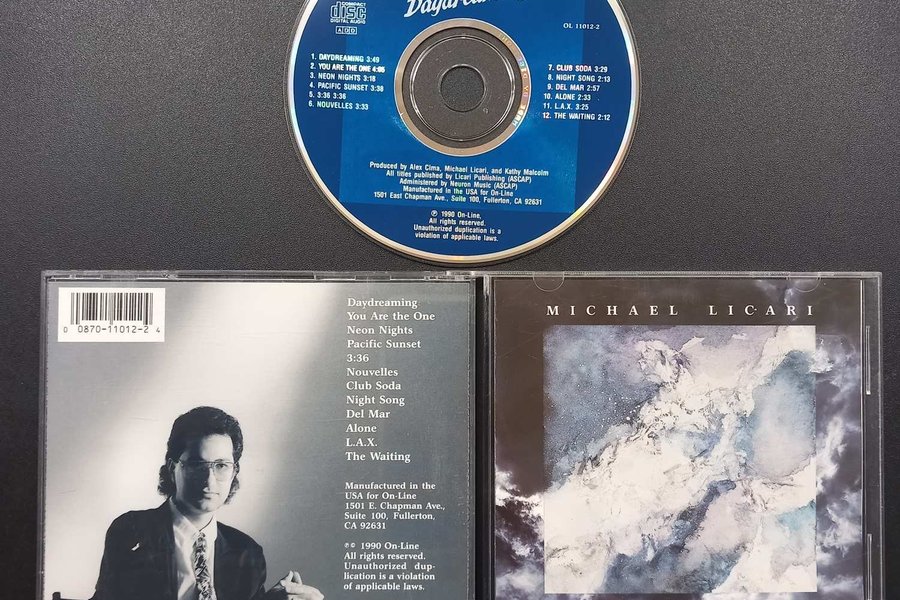 Daydreaming
COMPACT
disc
DIGITAL AUDIO
ADD
OL 11012-2
1. DAYDREAMING 3:49
2. YOU ARE THE ONE 4:05
3. NEON NIGHTS 3:18
4. PACIFIC SUNSET 3:38
5. 3:36 3:36
6. NOUVELLES 3:33
7. CLUB SODA 3:29
8. NIGHT SONG 2:13
9. DEL MAR 2:57
10. ALONE 2:33
11. L.A.X. 3:25
12. THE WAITING 2:12
Produced by Alex Cima, Michael Licari, and Kathy Malcolm
All titles published by Licari Publishing (ASCAP)
Administered by Neuron Music (ASCAP)
Manufactured in the USA for On-Line
1501 East Chapman Ave., Suite 100, Fullerton, CA 92631
℗ 1990 On-Line,
All rights reserved.
Unauthorized duplication is a
violation of applicable laws.
0 0870-11012-2 4
Daydreaming
You Are the One
Neon Nights
Pacific Sunset
3:36
Nouvelles
Club Soda
Night Song
Del Mar
Alone
L.A.X.
The Waiting
Manufactured in the
USA for On-Line
1501 E. Chapman Ave.,
Suite 100, Fullerton,
CA 92631
℗© 1990 On-Line
All rights reserved.
Unauthorized dup-
lication is a violation
of applicable laws.
MICHAEL LICARI